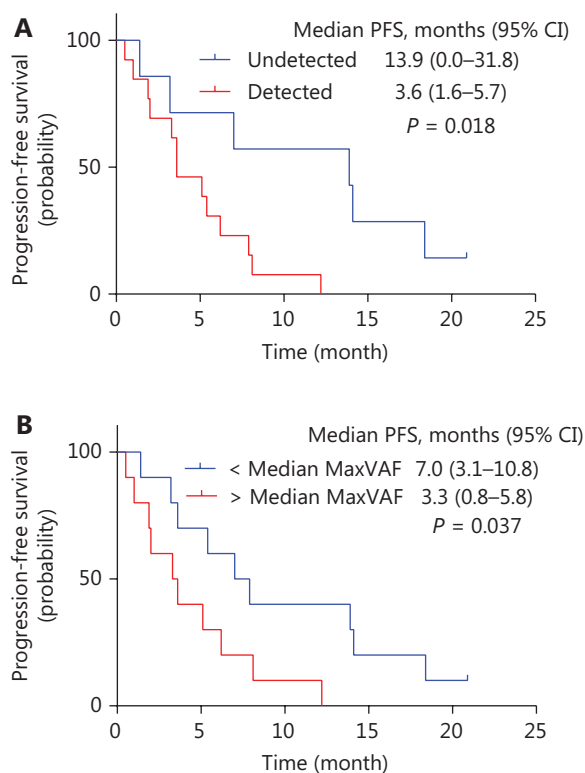 A
Median PFS, months (95% CI)
Undetected 13.9 (0.0–31.8)
Detected 3.6 (1.6–5.7)
P = 0.018
Progression-free survival
(probability)
100
50
0
0 5 10 15 20 25
Time (month)
B
Median PFS, months (95% CI)
< Median MaxVAF 7.0 (3.1–10.8)
> Median MaxVAF 3.3 (0.8–5.8)
P = 0.037
Progression-free survival
(probability)
100
50
0
0 5 10 15 20 25
Time (month)